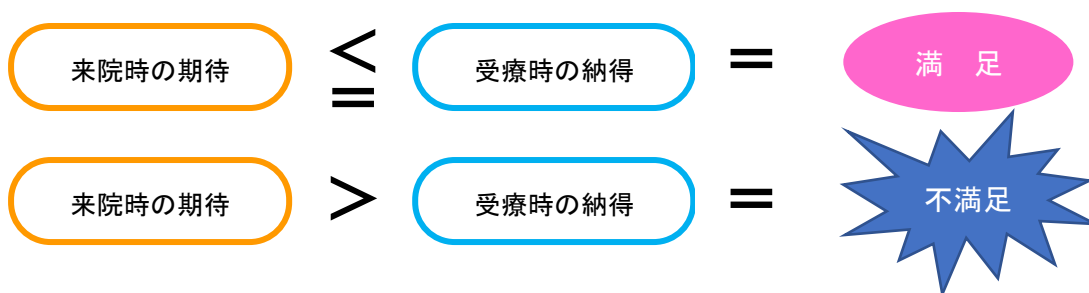 来院時の期待 ≦ 受療時の納得 = 満　足
来院時の期待 > 受療時の納得 = 不満足